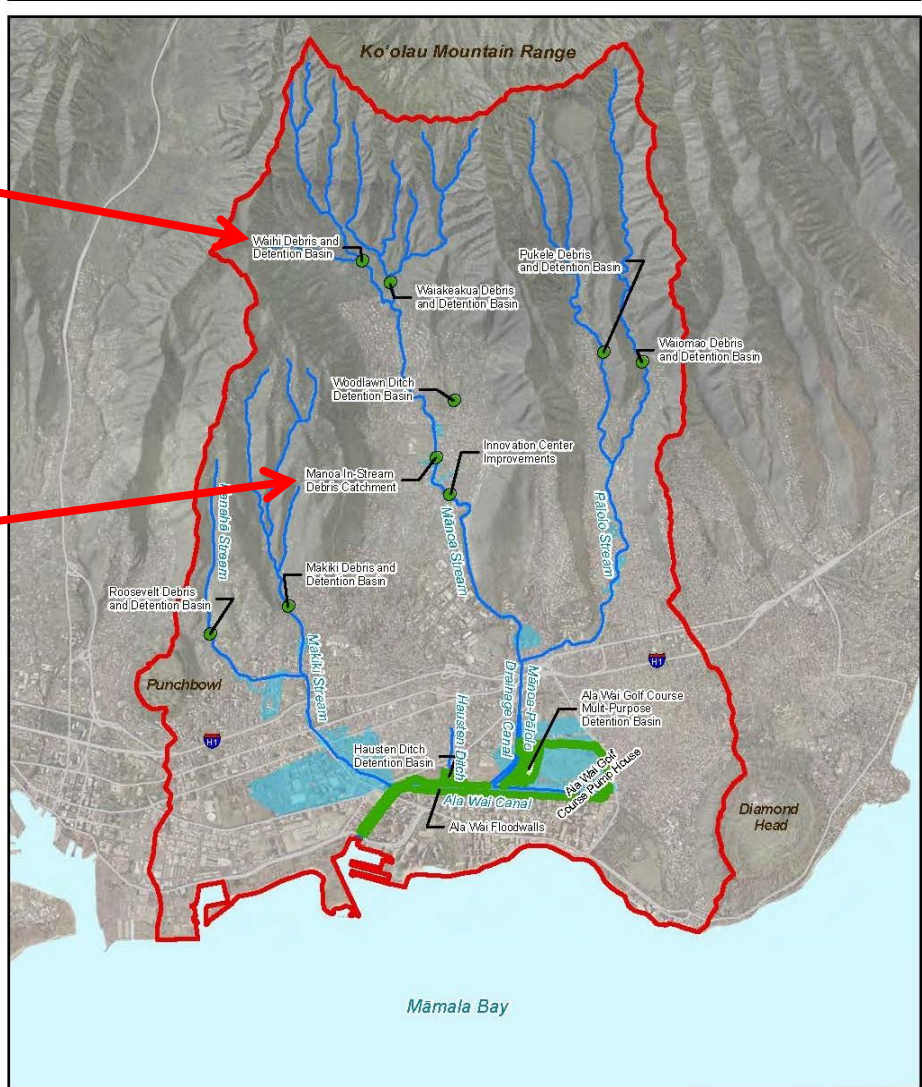 Ko'olau Mountain Range
Waihi Debris and
Detention Basin
Pukele Debris
and Detention Basin
Waiakeakua Debris
and Detention Basin
Waiomao Debris
and Detention Basin
Woodlawn Ditch
Detention Basin
Innovation Center
Improvements
Manoa In-Stream
Debris Catchment
Kanahā Stream
Mānoa Stream
Pālolo Stream
Makiki Debris and
Detention Basin
Roosevelt Debris
and Detention Basin
Punchbowl
Makiki Stream
H1
H1
Mānoa-Pālolo
Drainage Canal
Hausten Ditch
Ala Wai Golf Course
Mulit-Purpose
Detention Basin
Hausten Ditch
Detention Basin
Ala Wai Golf
Course Pump House
Ala Wai Canal
Ala Wai Floodwalls
Diamond
Head
Māmala Bay